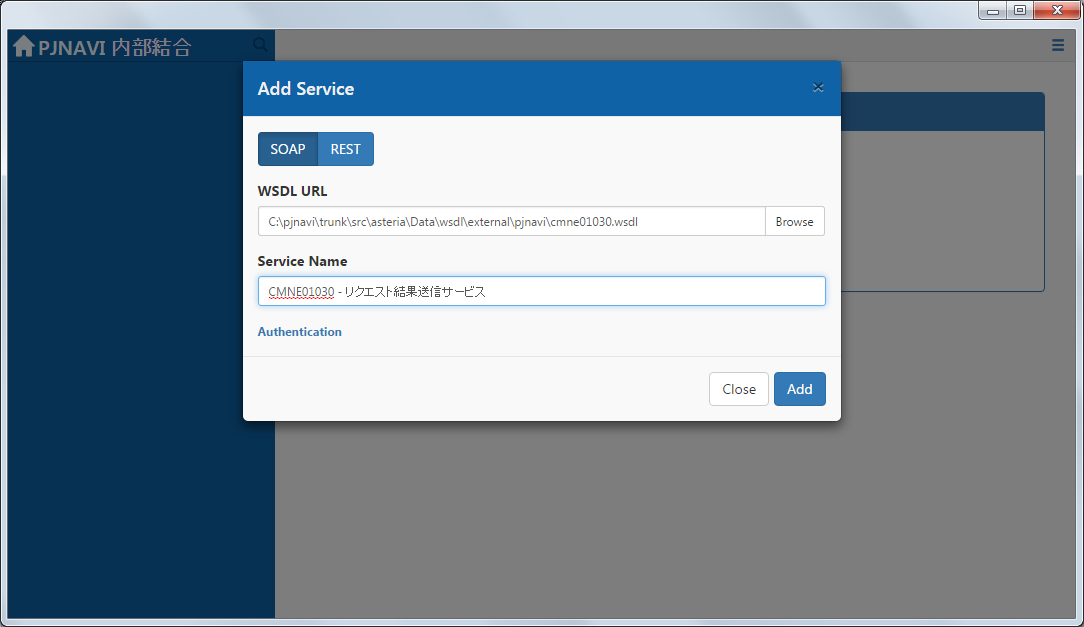 PJNAVI 内部結合
Add Service
SOAP REST
WSDL URL
C:\pjnavi\trunk\src\asteria\Data\wsdl\external\pjnavi\cmne01030.wsdl Browse
Service Name
CMNE01030 - リクエスト結果送信サービス
Authentication
Close Add